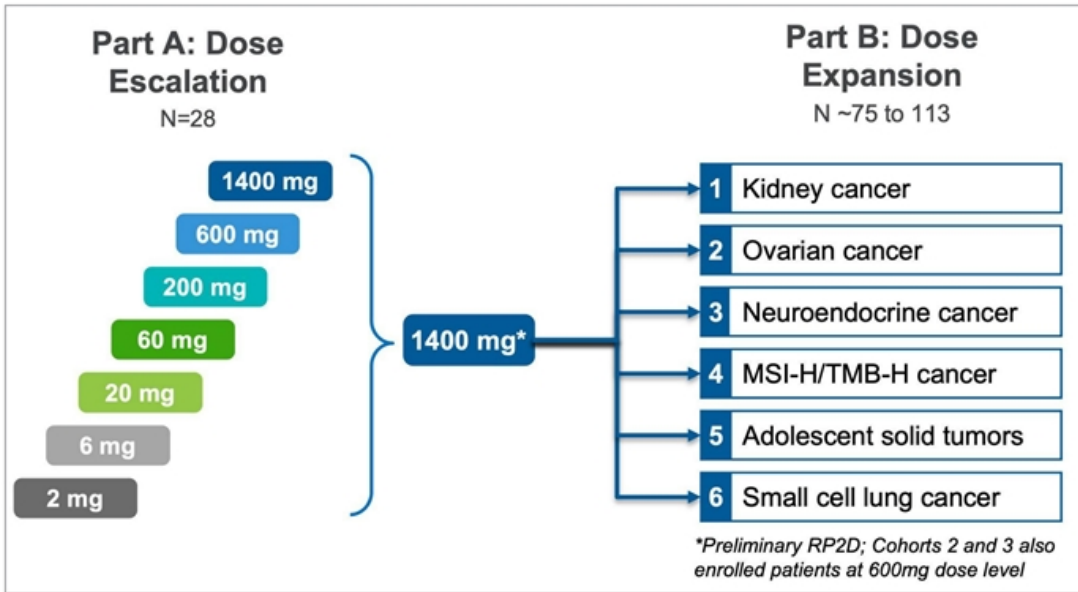 Part A: Dose
Escalation
N=28
1400 mg
600 mg
200 mg
60 mg
20 mg
6 mg
2 mg
1400 mg*
Part B: Dose
Expansion
N ~75 to 113
1 Kidney cancer
2 Ovarian cancer
3 Neuroendocrine cancer
4 MSI-H/TMB-H cancer
5 Adolescent solid tumors
6 Small cell lung cancer
*Preliminary RP2D; Cohorts 2 and 3 also
enrolled patients at 600mg dose level